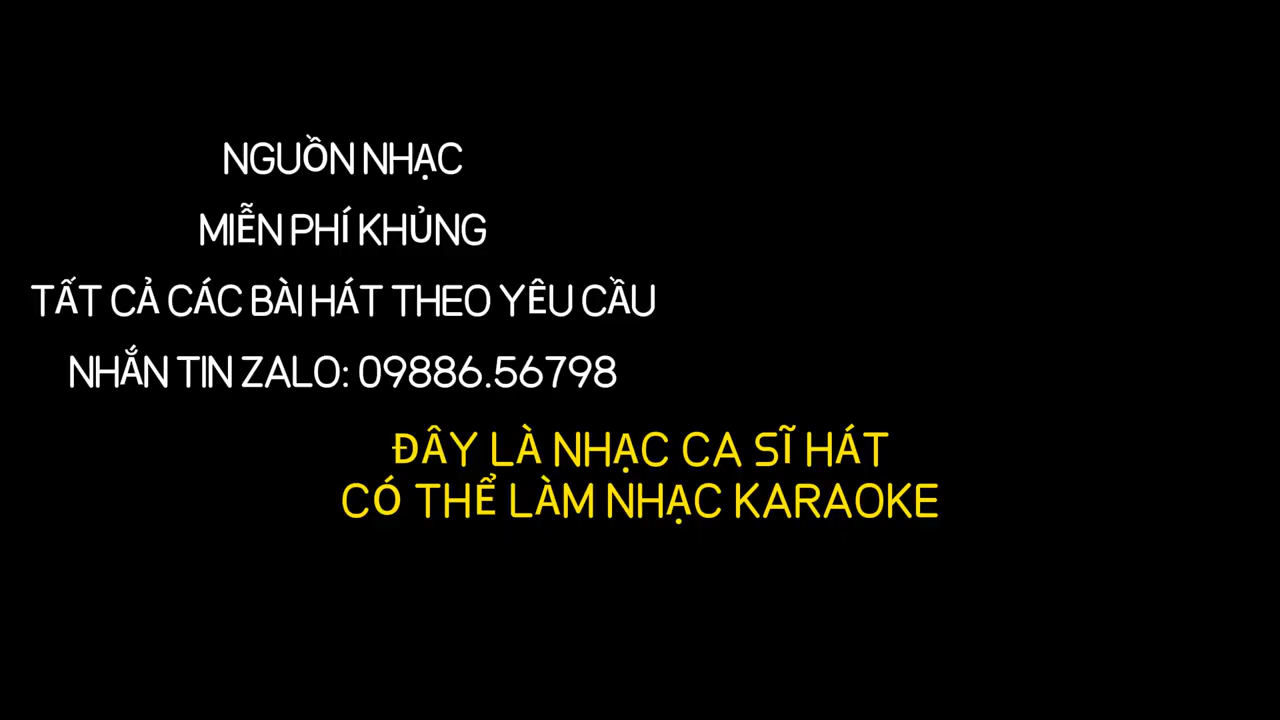 NGUỒN NHẠC
MIỄN PHÍ KHỦNG
TẤT CẢ CÁC BÀI HÁT THEO YÊU CẦU
NHẮN TIN ZALO: 09886.56798
ĐÂY LÀ NHẠC CA SĨ HÁT
CÓ THỂ LÀM NHẠC KARAOKE